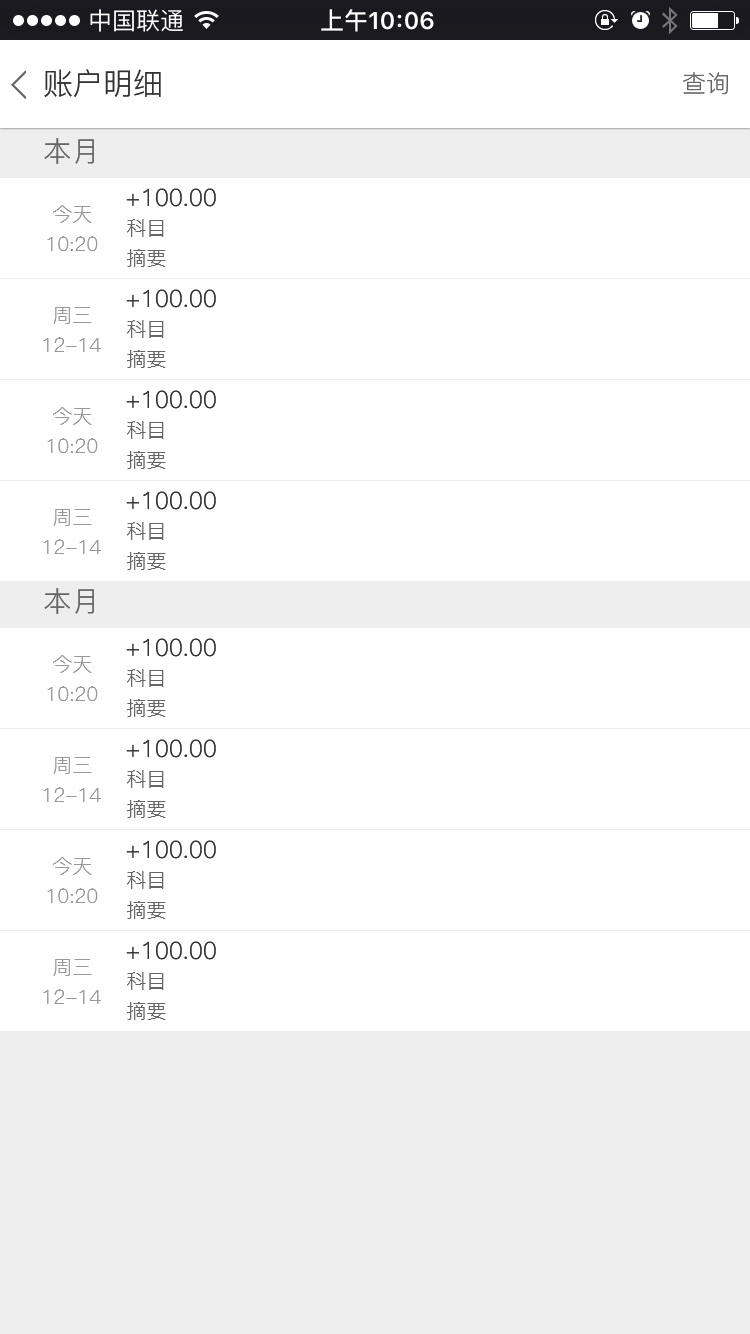 中国联通 上午10:06
账户明细 查询
本月
今天 +100.00
10:20 科目
摘要
周三 +100.00
12-14 科目
摘要
今天 +100.00
10:20 科目
摘要
周三 +100.00
12-14 科目
摘要
本月
今天 +100.00
10:20 科目
摘要
周三 +100.00
12-14 科目
摘要
今天 +100.00
10:20 科目
摘要
周三 +100.00
12-14 科目
摘要